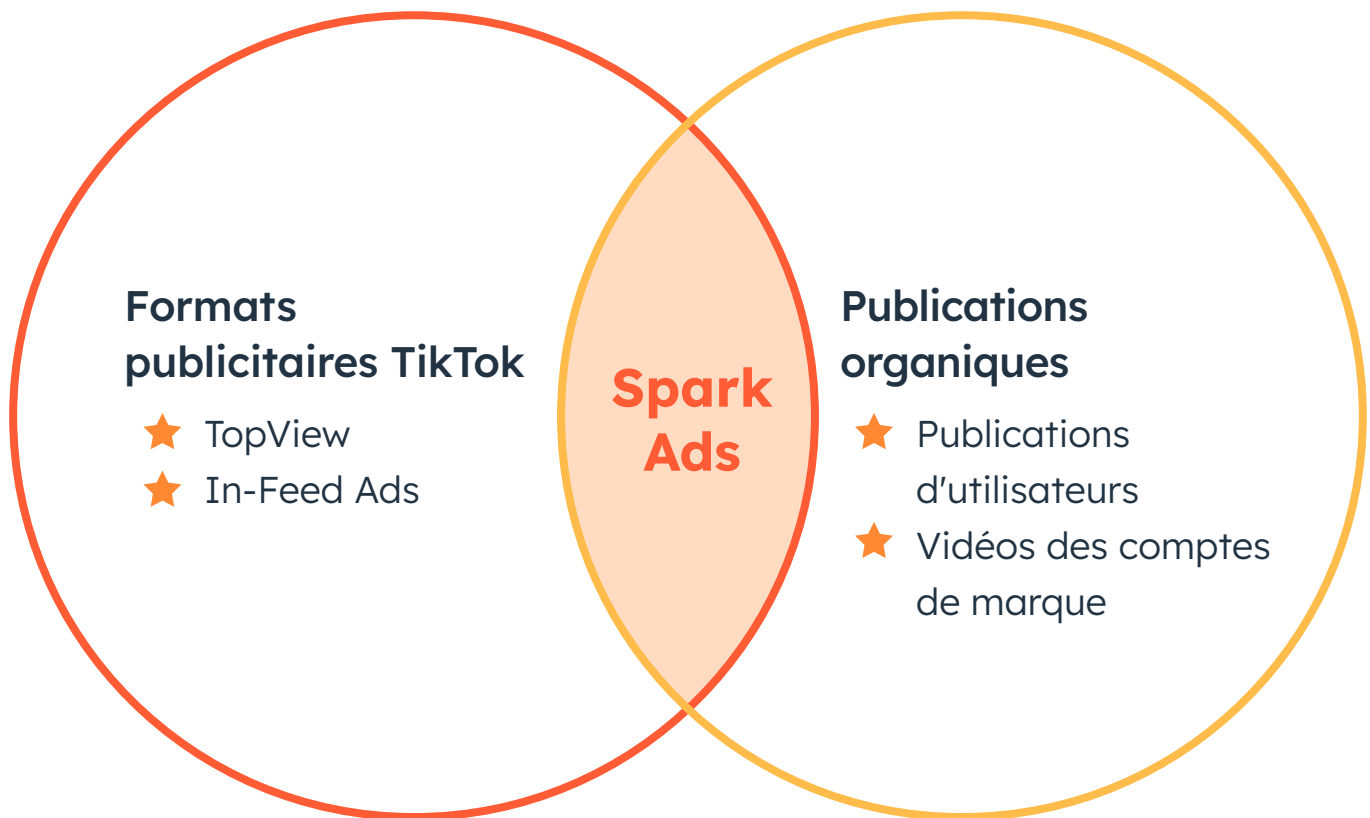 Formats
publicitaires TikTok
TopView
In-Feed Ads
Spark
Ads
Publications
organiques
Publications
d'utilisateurs
Vidéos des comptes
de marque